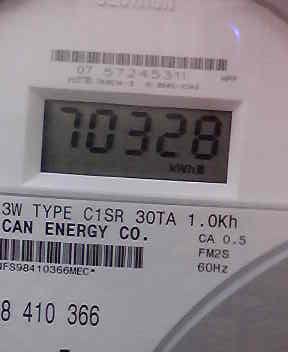 07 57245311
70328
kWh
3W TYPE C1SR 30TA 1.0Kh
CAN ENERGY CO.
CA 0.5
FM2S
60Hz
NFS98410366MEC*
8 410 366